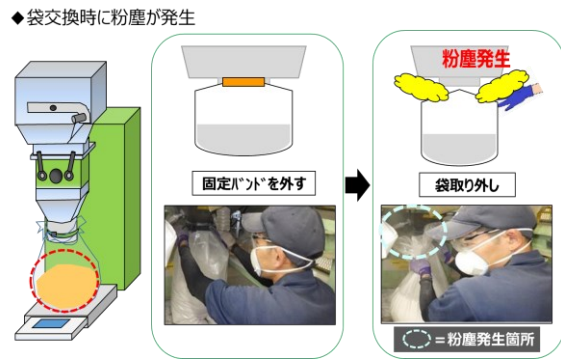 ◆袋交換時に粉塵が発生
固定ﾊﾞﾝﾄﾞを外す
粉塵発生
袋取り外し
=粉塵発生箇所